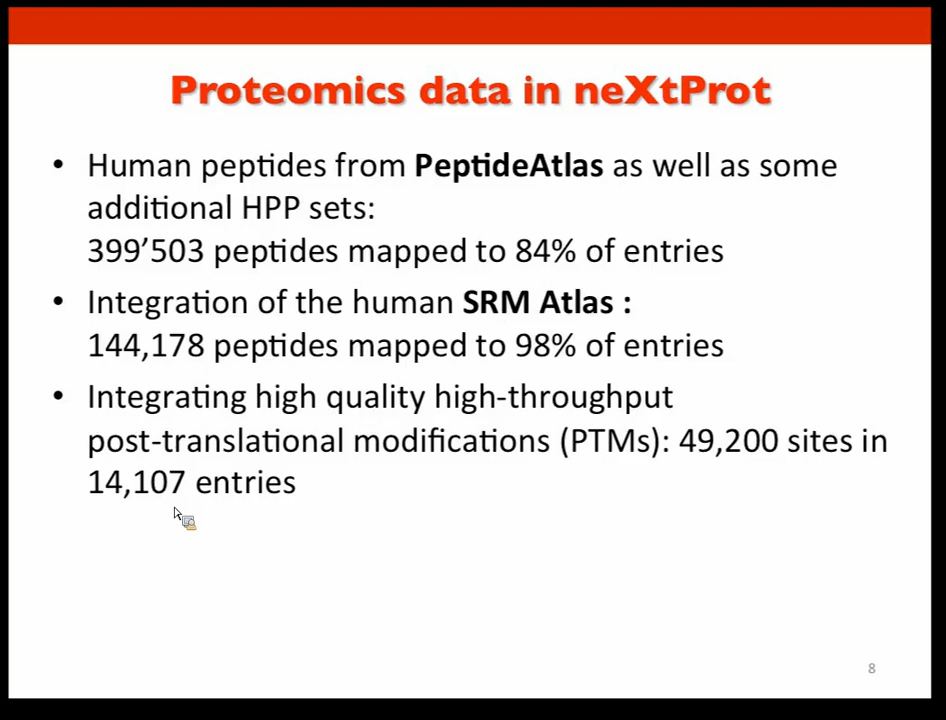 Proteomics data in neXtProt
• Human peptides from PeptideAtlas as well as some
additional HPP sets:
399’503 peptides mapped to 84% of entries
• Integration of the human SRM Atlas :
144,178 peptides mapped to 98% of entries
• Integrating high quality high-throughput
post-translational modifications (PTMs): 49,200 sites in
14,107 entries
8